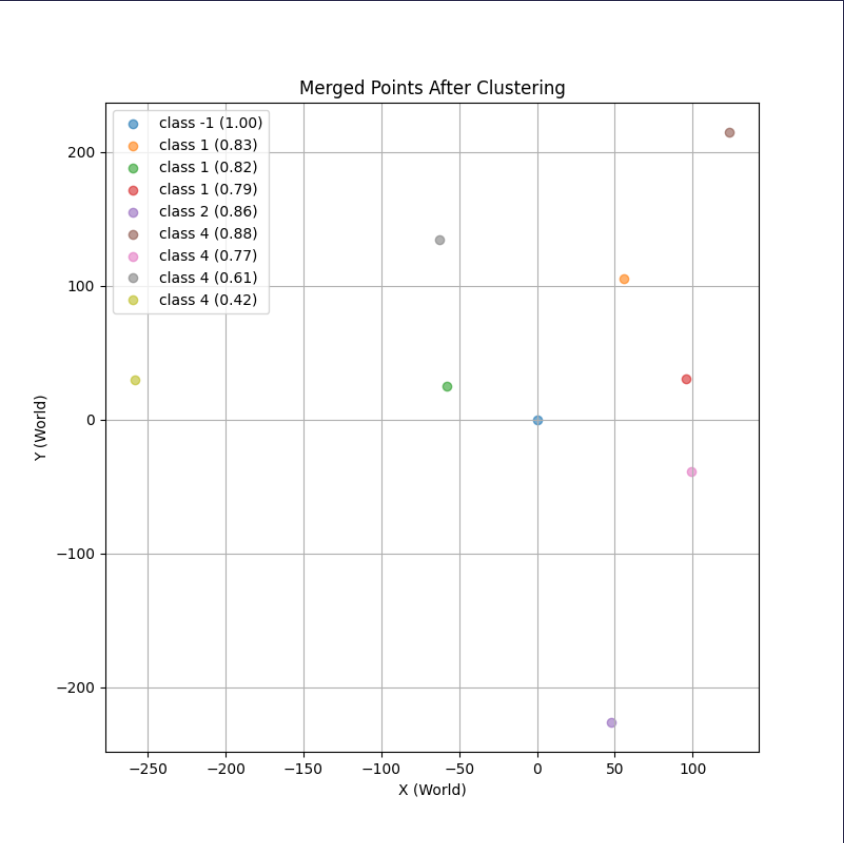 Merged Points After Clustering
class -1 (1.00)
class 1 (0.83)
class 1 (0.82)
class 1 (0.79)
class 2 (0.86)
class 4 (0.88)
class 4 (0.77)
class 4 (0.61)
class 4 (0.42)
200
100
0
−100
−200
Y (World)
−250 −200 −150 −100 −50 0 50 100
X (World)